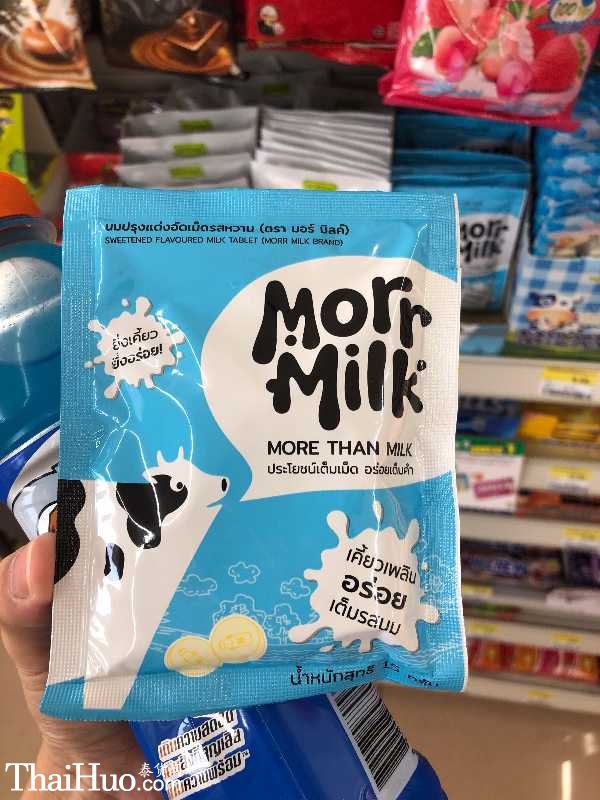 นมปรุงแต่งอัดเม็ดรสหวาน (ตรา มอร์ มิลค์)
SWEETENED FLAVOURED MILK TABLET (MORR MILK BRAND)
Morr
Milk
ยิ่งเคี้ยว
ยิ่งอร่อย!
MORE THAN MILK
ประโยชน์เต็มเม็ด อร่อยเต็มคำ
เคี้ยวเพลิน
อร่อย
เต็มรสนม
น้ำหนักสุทธิ 15 กรัม
Morr
Milk
100%
ThaiHuo.com